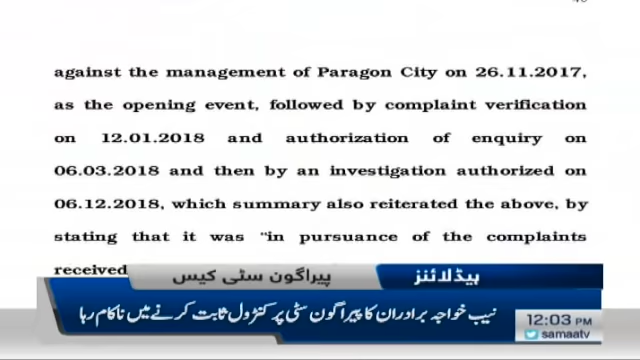 against the management of Paragon City on 26.11.2017,
as the opening event, followed by complaint verification
on 12.01.2018 and authorization of enquiry on
06.03.2018 and then by an investigation authorized on
06.12.2018, which summary also reiterated the above, by
stating that it was "in pursuance of the complaints
received
پیراگون سٹی کیس
ہیڈلائنز
نیب خواجہ برادران کا پیراگون سٹی پر کنٹرول ثابت کرنے میں ناکام رہا
12:03 PM
samaatv